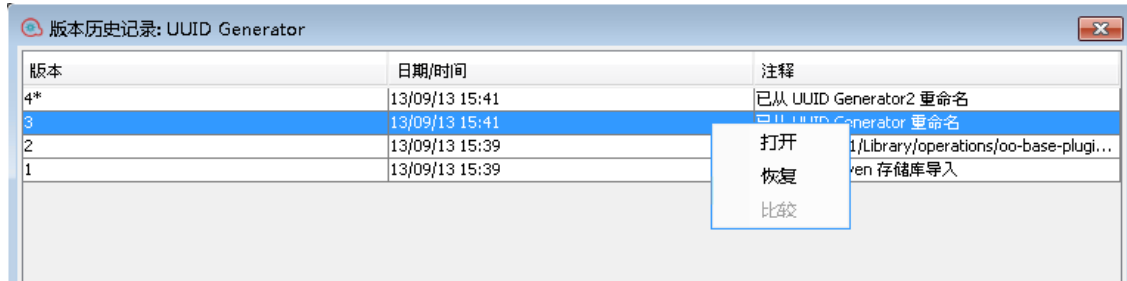 版本历史记录: UUID Generator
版本 日期/时间 注释
4* 13/09/13 15:41 已从 UUID Generator2 重命名
3 13/09/13 15:41 已从 UUID Generator 重命名
2 13/09/13 15:39 1/Library/operations/oo-base-plugi...
1 13/09/13 15:39 存储库导入
打开
恢复
比较